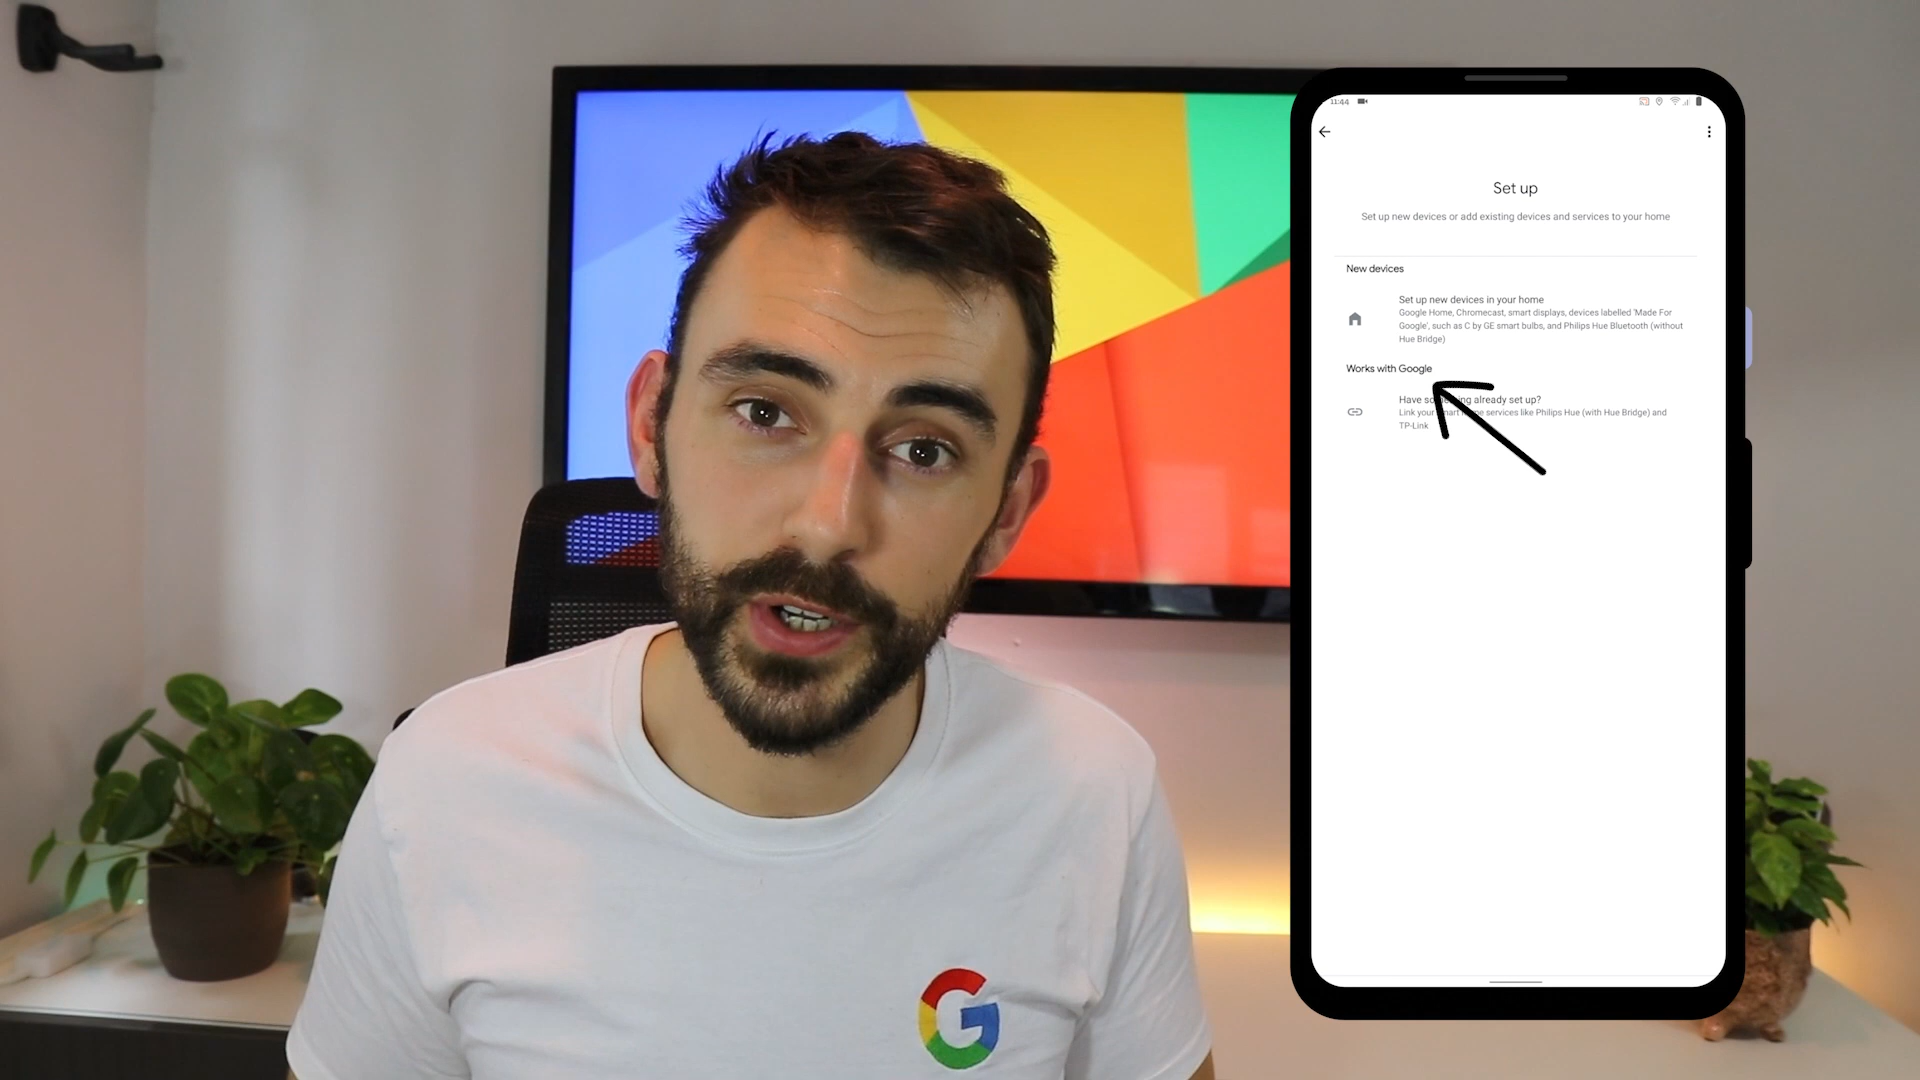 11:44
Set up
Set up new devices or add existing devices and services to your home
New devices
Set up new devices in your home
Google Home, Chromecast, smart displays, devices labelled 'Made For
Google', such as C by GE smart bulbs, and Philips Hue Bluetooth (without
Hue Bridge)
Works with Google
Have something already set up?
Link your smart home services like Philips Hue (with Hue Bridge) and
TP-Link
G